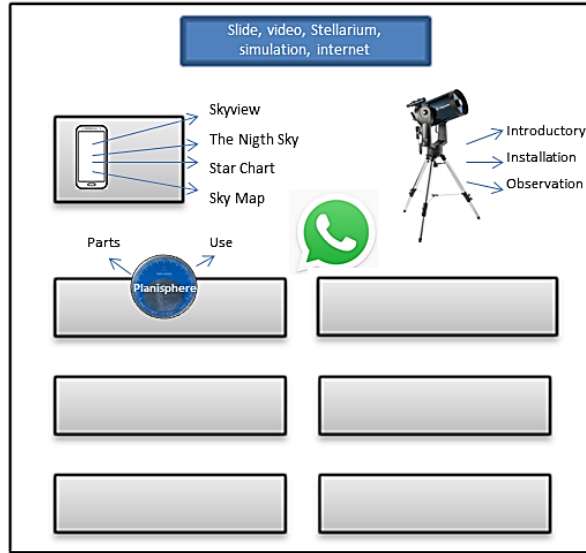 Slide, video, Stellarium,
simulation, internet
Skyview
The Nigth Sky
Star Chart
Sky Map
Introductory
Installation
Observation
Parts
Use
Planisphere